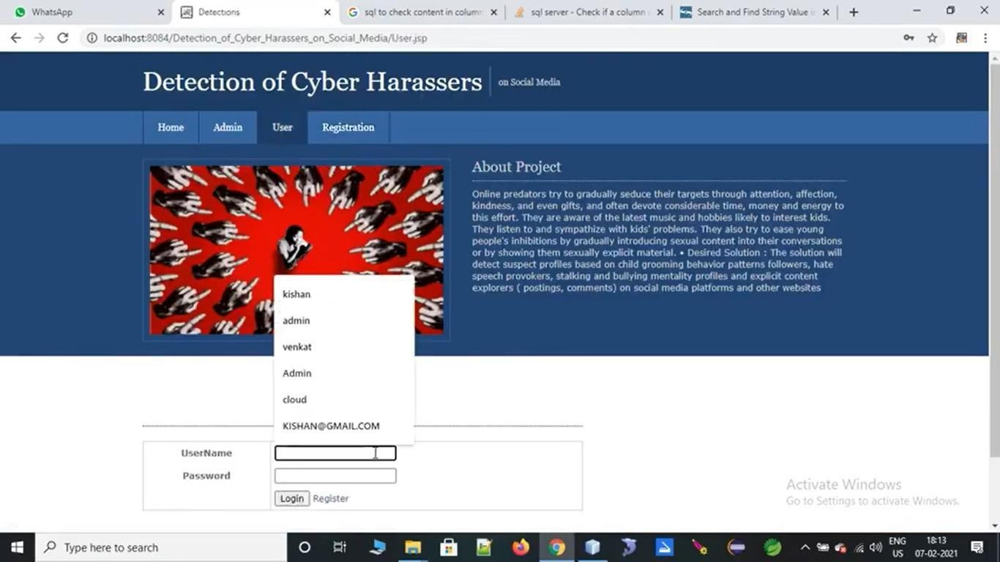 WhatsApp
Detections
sql to check content in column
sql server - Check if a column c
Search and Find String Value i
localhost:8084/Detection_of_Cyber_Harassers_on_Social_Media/User.jsp
Detection of Cyber Harassers
on Social Media
Home
Admin
User
Registration
About Project
Online predators try to gradually seduce their targets through attention, affection,
kindness, and even gifts, and often devote considerable time, money and energy to
this effort. They are aware of the latest music and hobbies likely to interest kids.
They listen to and sympathize with kids' problems. They also try to ease young
people's inhibitions by gradually introducing sexual content into their conversations
or by showing them sexually explicit material. • Desired Solution : The solution will
detect suspect profiles based on child grooming behavior patterns followers, hate
speech provokers, stalking and bullying mentality profiles and explicit content
explorers ( postings, comments) on social media platforms and other websites
kishan
admin
venkat
Admin
cloud
KISHAN@GMAIL.COM
UserName
Password
Login Register
Activate Windows
Go to Settings to activate Windows.
Type here to search
ENG
US
18:13
07-02-2021